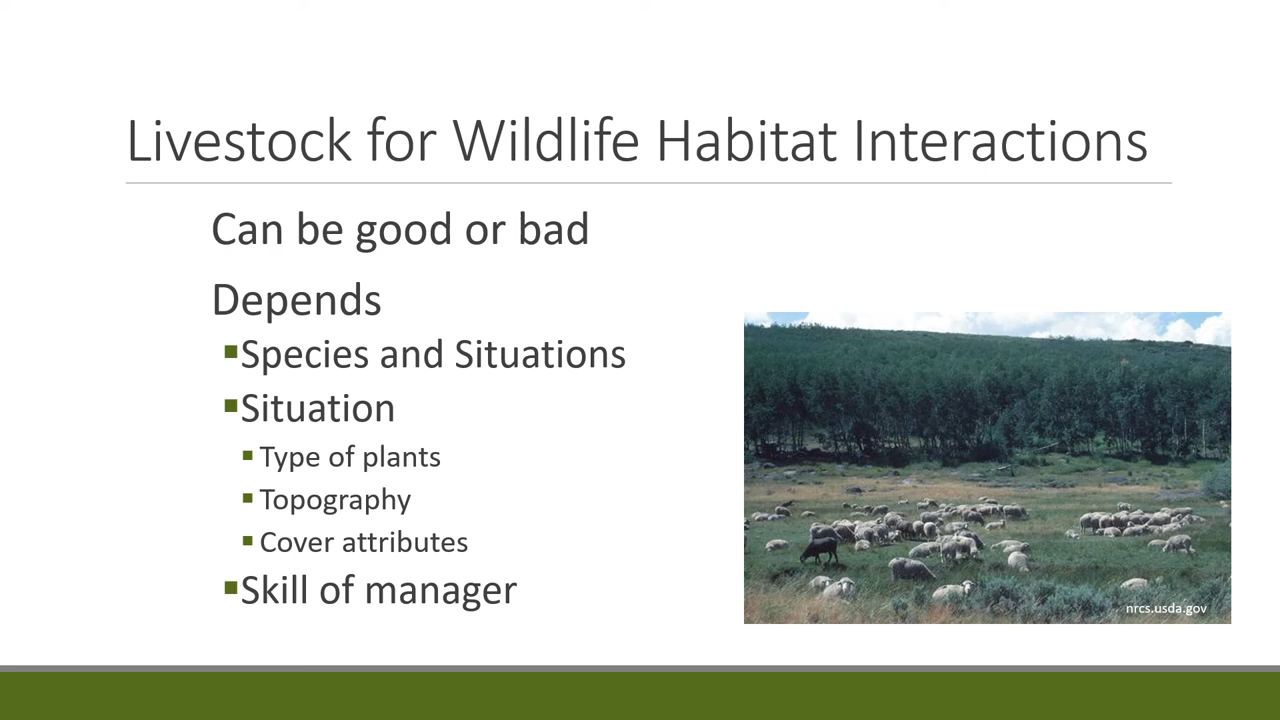 Livestock for Wildlife Habitat Interactions
Can be good or bad
Depends
▪Species and Situations
▪Situation
▪Type of plants
▪Topography
▪Cover attributes
▪Skill of manager
nrcs.usda.gov